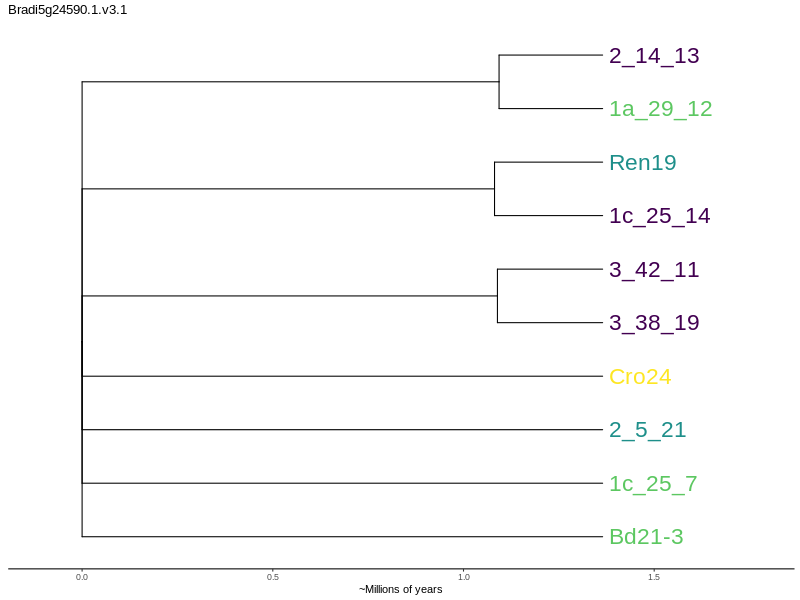 Bradi5g24590.1.v3.1
2_14_13
1a_29_12
Ren19
1c_25_14
3_42_11
3_38_19
Cro24
2_5_21
1c_25_7
Bd21-3
0.0 0.5 1.0 1.5
~Millions of years